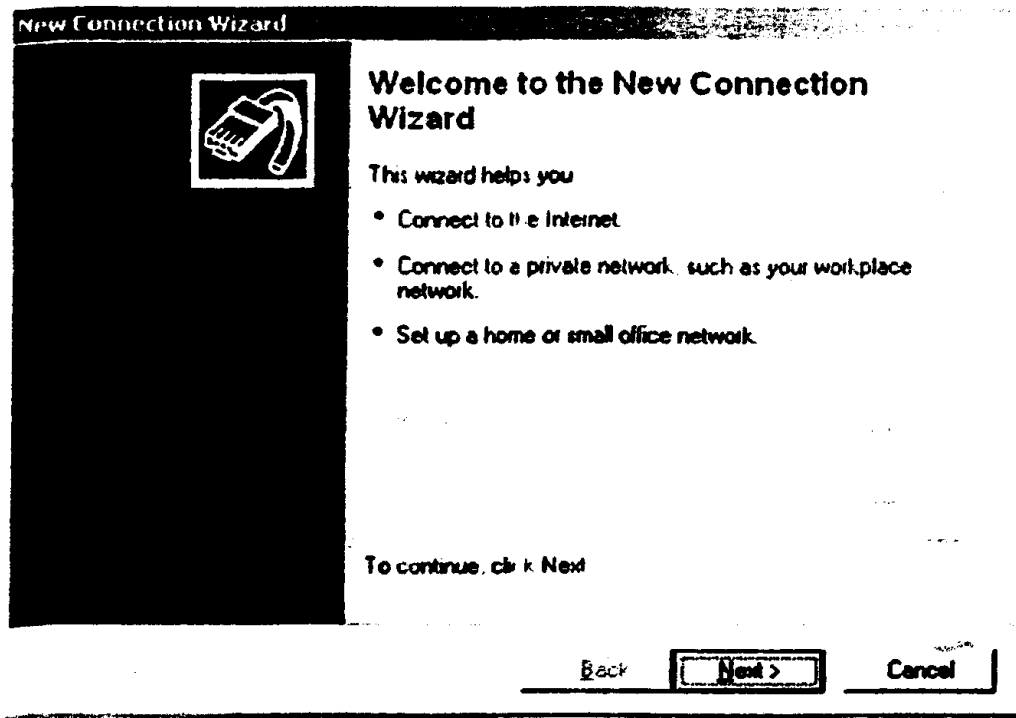 New Connection Wizard
Welcome to the New Connection
Wizard
This wizard helps you
• Connect to the Internet
• Connect to a private network, such as your workplace
network.
• Set up a home or small office network.
To continue, click Next
Back
Next >
Cancel